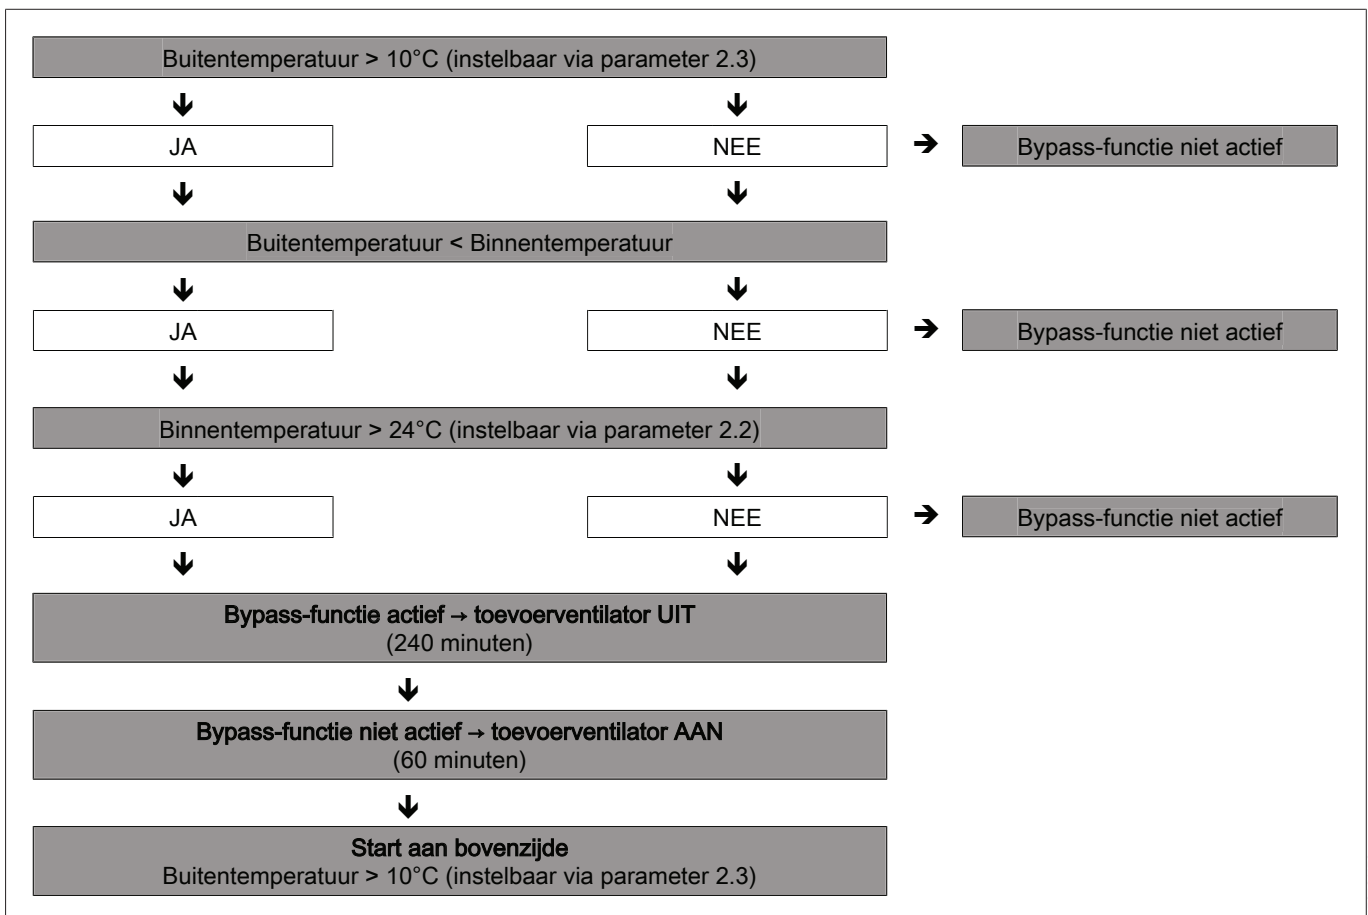 Buitentemperatuur > 10°C (instelbaar via parameter 2.3)
JA
NEE
Bypass-functie niet actief
Buitentemperatuur < Binnentemperatuur
JA
NEE
Bypass-functie niet actief
Binnentemperatuur > 24°C (instelbaar via parameter 2.2)
JA
NEE
Bypass-functie niet actief
Bypass-functie actief → toevoerventilator UIT
(240 minuten)
Bypass-functie niet actief → toevoerventilator AAN
(60 minuten)
Start aan bovenzijde
Buitentemperatuur > 10°C (instelbaar via parameter 2.3)